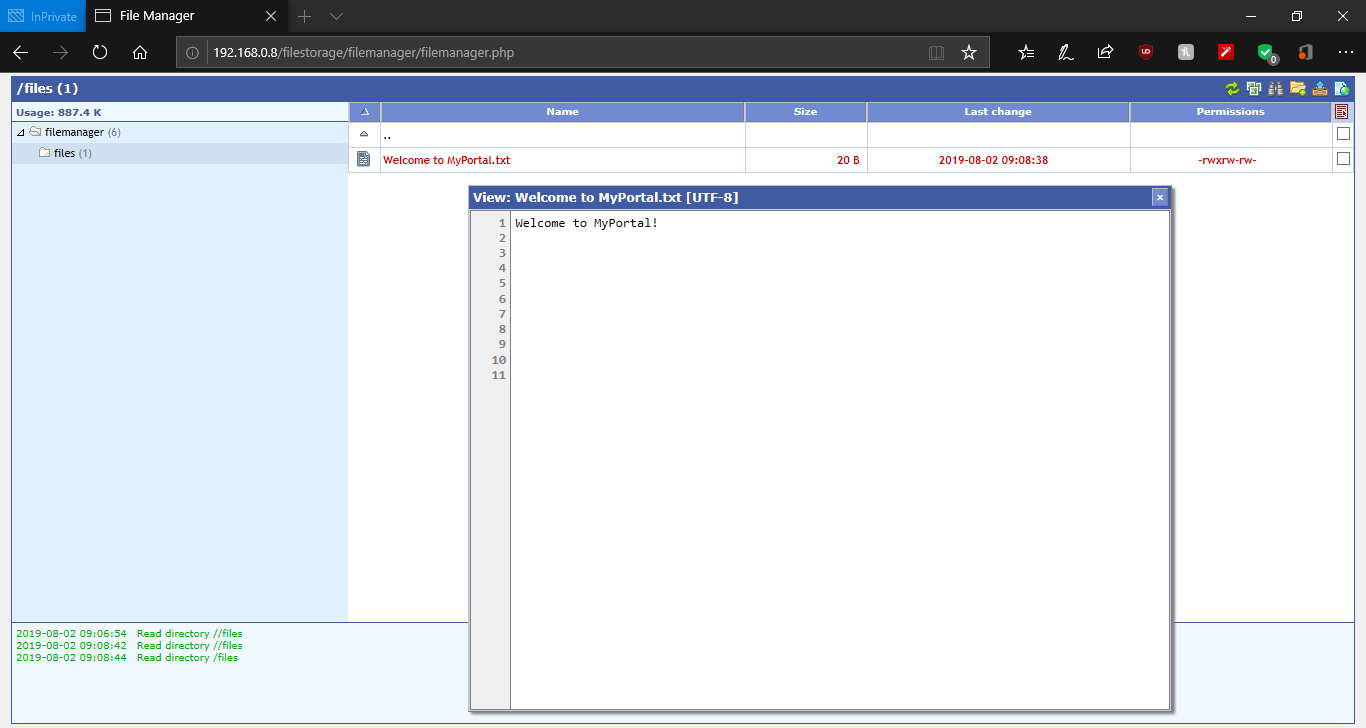 InPrivate
File Manager
192.168.0.8/filestorage/filemanager/filemanager.php
UD
0
/files (1)
Usage: 887.4 K
Name Size Last change Permissions
filemanager (6)
files (1)
..
Welcome to MyPortal.txt 20 B 2019-08-02 09:08:38 -rwxrw-rw-
View: Welcome to MyPortal.txt [UTF-8]
1 Welcome to MyPortal!
2
3
4
5
6
7
8
9
10
11
2019-08-02 09:06:54 Read directory //files
2019-08-02 09:08:42 Read directory //files
2019-08-02 09:08:44 Read directory /files